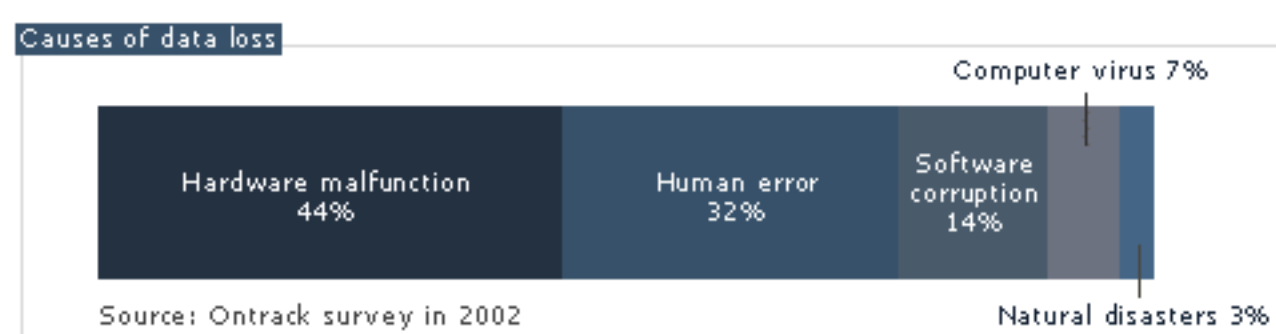 Causes of data loss
Computer virus 7%
Hardware malfunction
44%
Human error
32%
Software
corruption
14%
Source: Ontrack survey in 2002
Natural disasters 3%